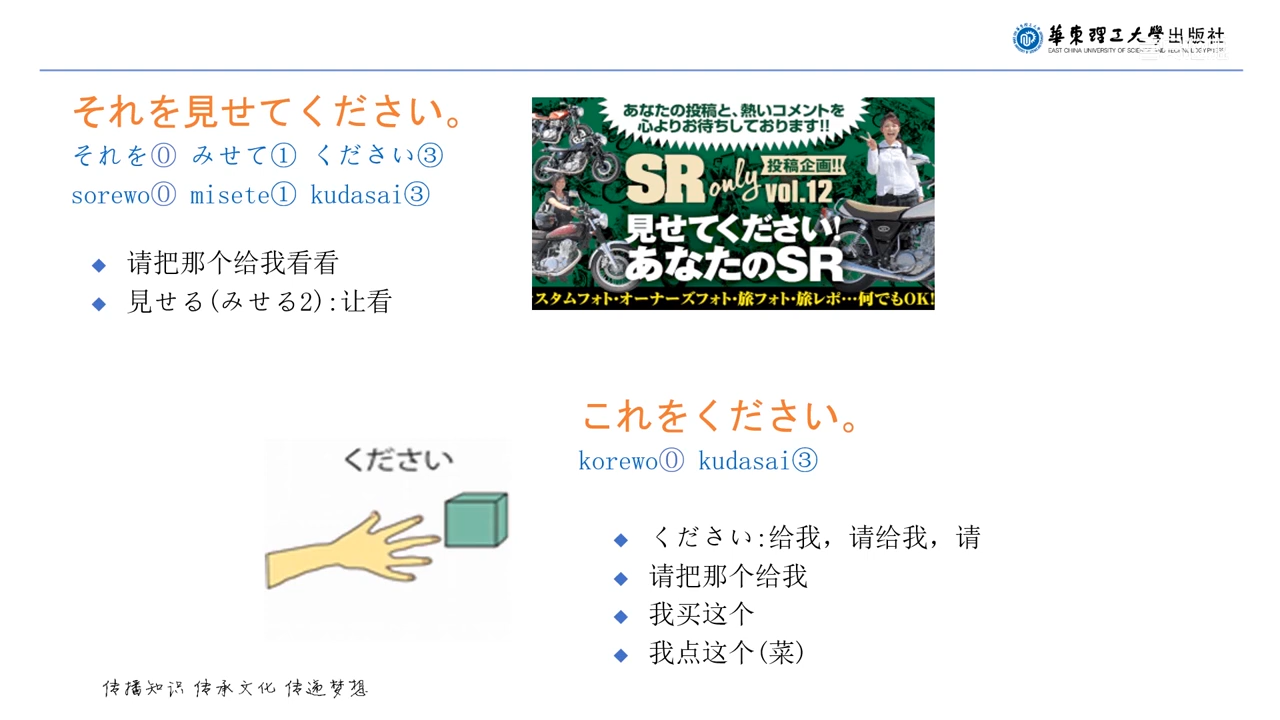 華東理工大學出版社
それを見せてください。
それを⓪ みせて① ください③
sorewo⓪ misete① kudasai③
◆ 请把那个给我看看
◆ 見せる(みせる2):让看
あなたの投稿と、熱いコメントを
心よりお待ちしております!!
SR only 投稿企画!! vol.12
見せてください!
あなたのSR
スタムフォト・オーナーズフォト・旅フォト・旅レポ…何でもOK!
ください
これをください。
korewo⓪ kudasai③
◆ ください:给我，请给我，请
◆ 请把那个给我
◆ 我买这个
◆ 我点这个(菜)
传播知识 传承文化 传递梦想